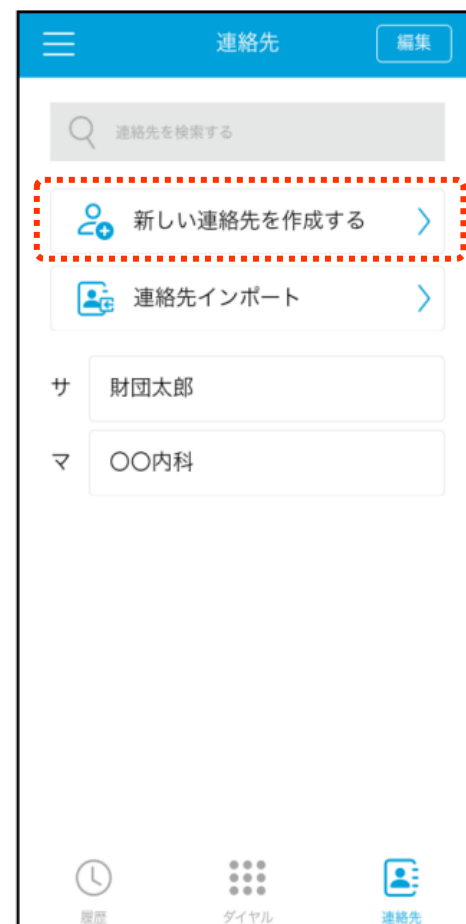 連絡先 編集
連絡先を検索する
新しい連絡先を作成する
連絡先インポート
サ 財団太郎
マ 〇〇内科
履歴 ダイヤル 連絡先